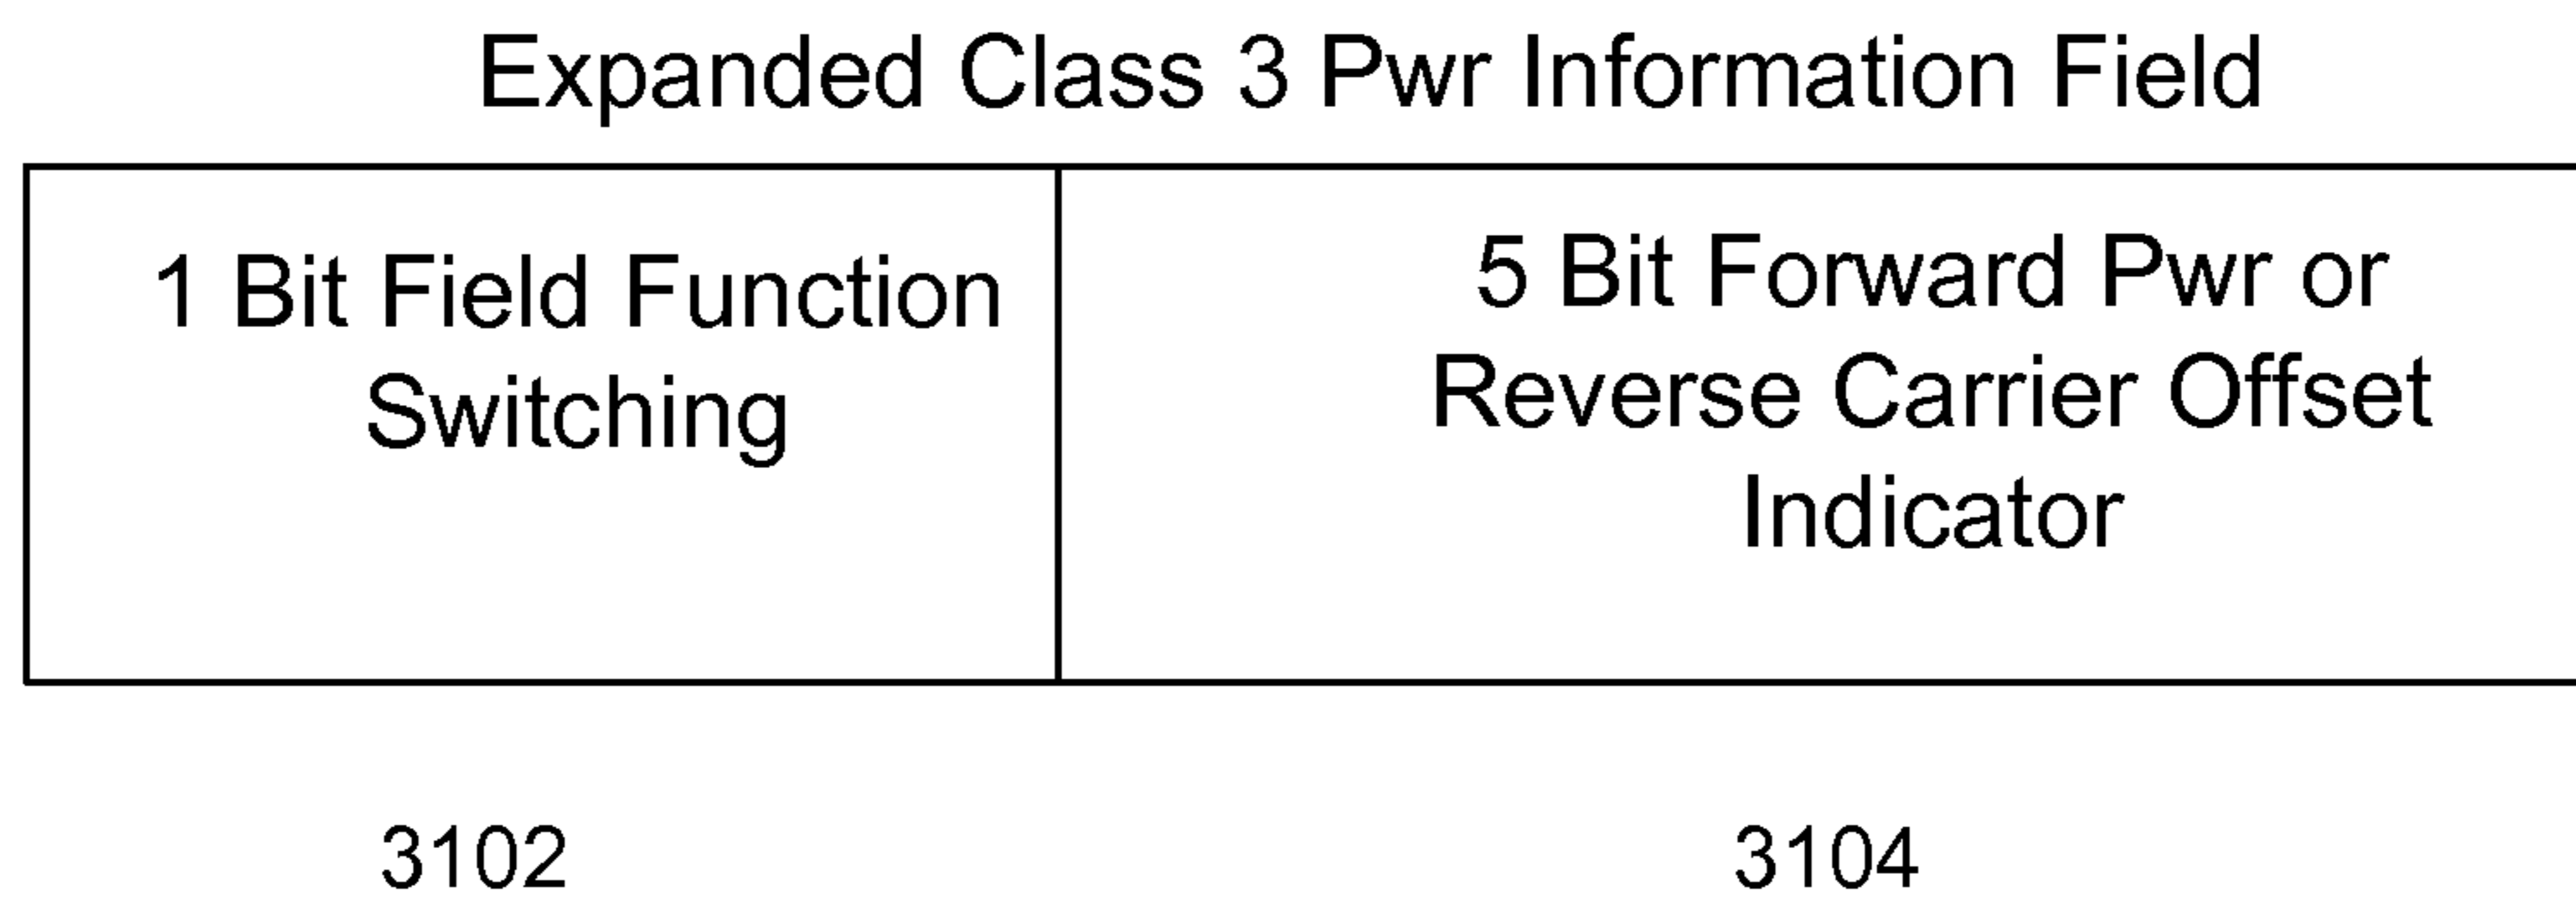 Expanded Class 3 Pwr Information Field
1 Bit Field Function
Switching
5 Bit Forward Pwr or
Reverse Carrier Offset
Indicator
3102
3104